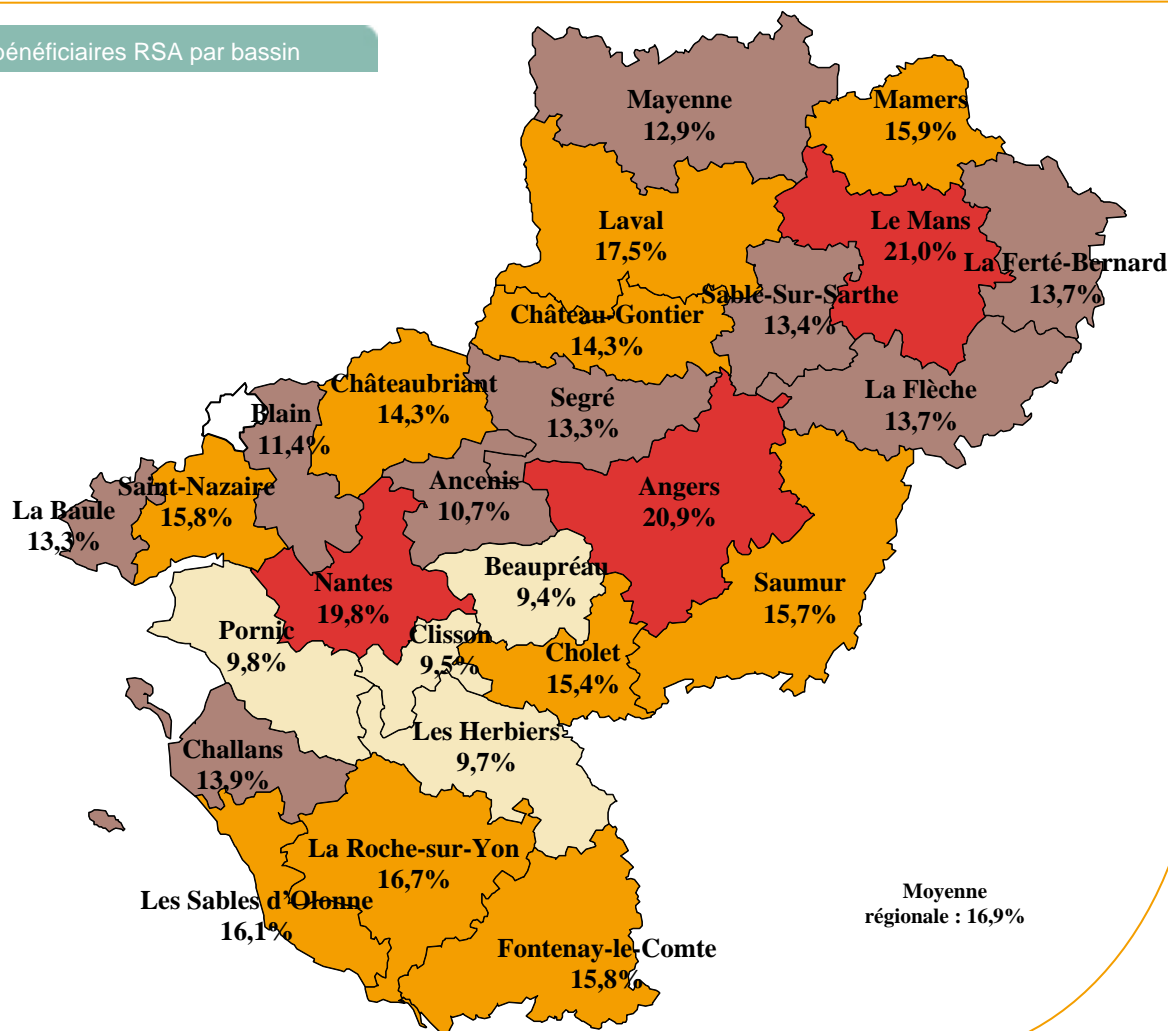 bénéficiaires RSA par bassin
Mayenne
12,9%
Mamers
15,9%
Laval
17,5%
Le Mans
21,0%
La Ferté-Bernard
13,7%
Sablé-Sur-Sarthe
13,4%
Château-Gontier
14,3%
Châteaubriant
14,3%
Segré
13,3%
La Flèche
13,7%
Blain
11,4%
Saint-Nazaire
15,8%
La Baule
13,3%
Ancenis
10,7%
Angers
20,9%
Nantes
19,8%
Beaupréau
9,4%
Saumur
15,7%
Pornic
9,8%
Clisson
9,5%
Cholet
15,4%
Les Herbiers
9,7%
Challans
13,9%
La Roche-sur-Yon
16,7%
Les Sables d'Olonne
16,1%
Fontenay-le-Comte
15,8%
Moyenne
régionale : 16,9%